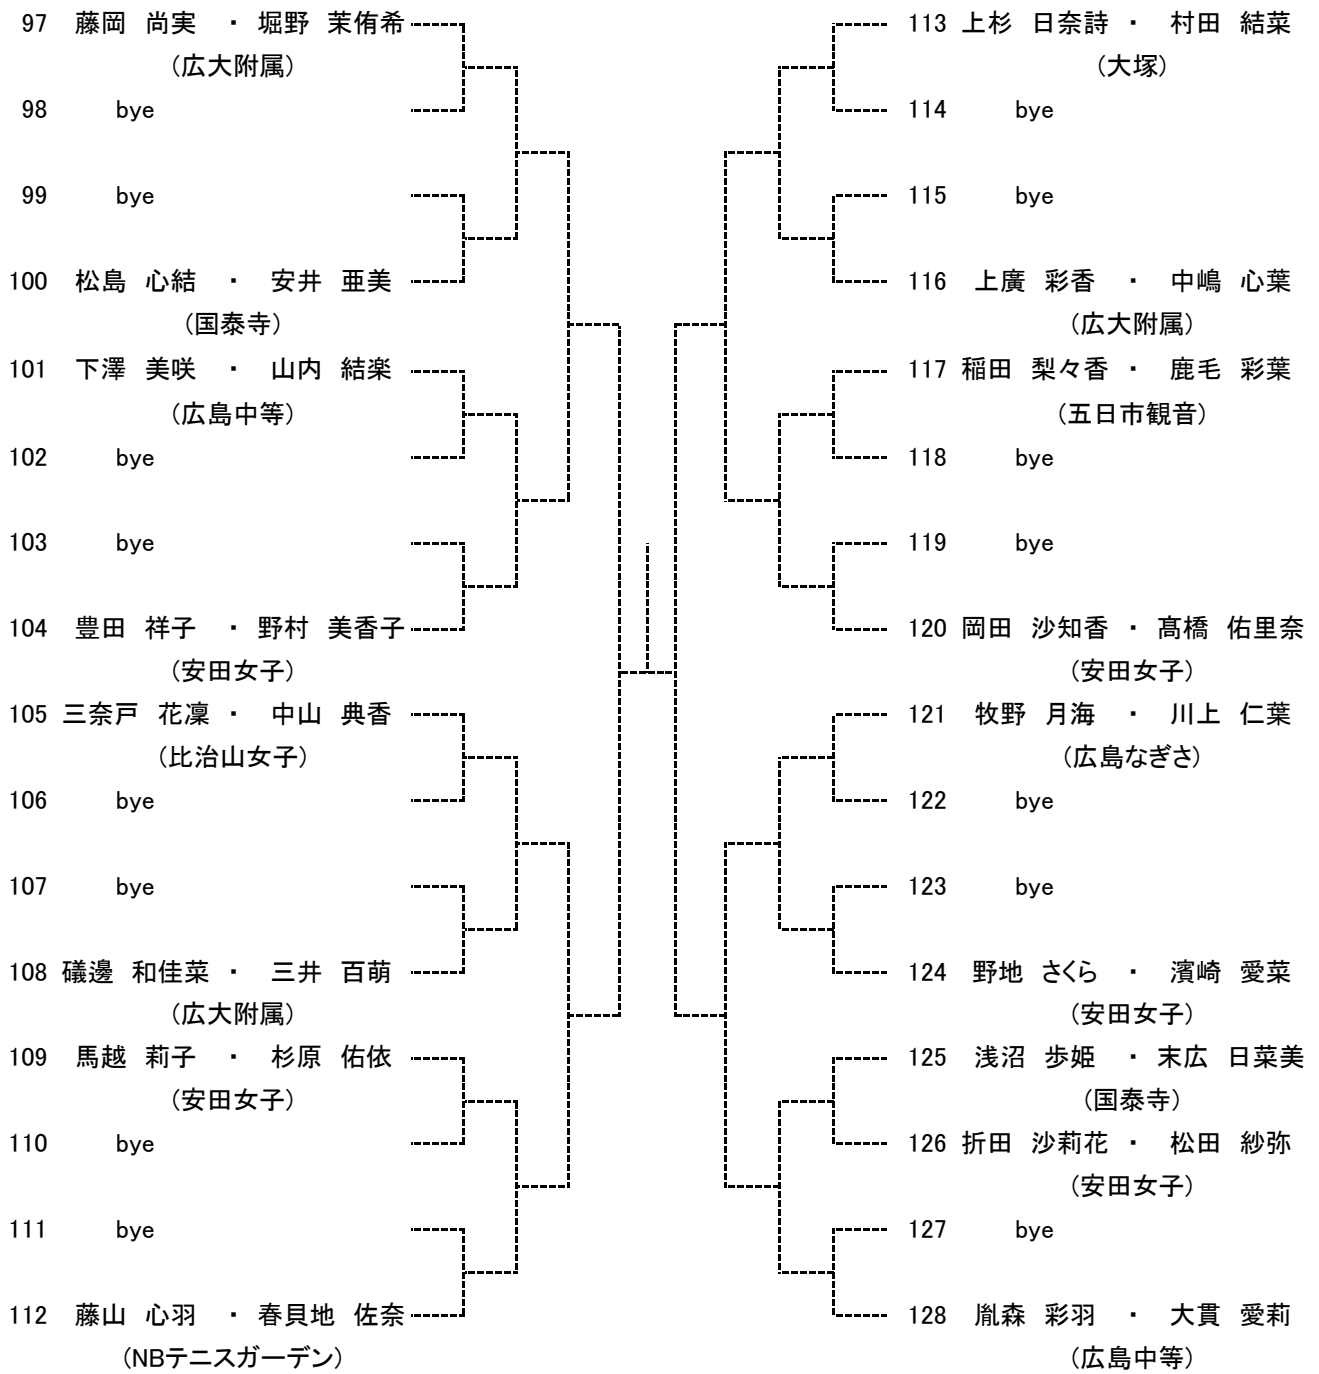 97 藤岡 尚実 ・ 堀野 茉侑希
(広大附属)
98 bye
99 bye
100 松島 心結 ・ 安井 亜美
(国泰寺)
101 下澤 美咲 ・ 山内 結楽
(広島中等)
102 bye
103 bye
104 豊田 祥子 ・ 野村 美香子
(安田女子)
105 三奈戸 花凜 ・ 中山 典香
(比治山女子)
106 bye
107 bye
108 礒邊 和佳菜 ・ 三井 百萌
(広大附属)
109 馬越 莉子 ・ 杉原 佑依
(安田女子)
110 bye
111 bye
112 藤山 心羽 ・ 春貝地 佐奈
(NBテニスガーデン)
113 上杉 日奈詩 ・ 村田 結菜
(大塚)
114 bye
115 bye
116 上廣 彩香 ・ 中嶋 心葉
(広大附属)
117 稲田 梨々香 ・ 鹿毛 彩葉
(五日市観音)
118 bye
119 bye
120 岡田 沙知香 ・ 髙橋 佑里奈
(安田女子)
121 牧野 月海 ・ 川上 仁葉
(広島なぎさ)
122 bye
123 bye
124 野地 さくら ・ 濱崎 愛菜
(安田女子)
125 浅沼 歩姫 ・ 末広 日菜美
(国泰寺)
126 折田 沙莉花 ・ 松田 紗弥
(安田女子)
127 bye
128 胤森 彩羽 ・ 大貫 愛莉
(広島中等)